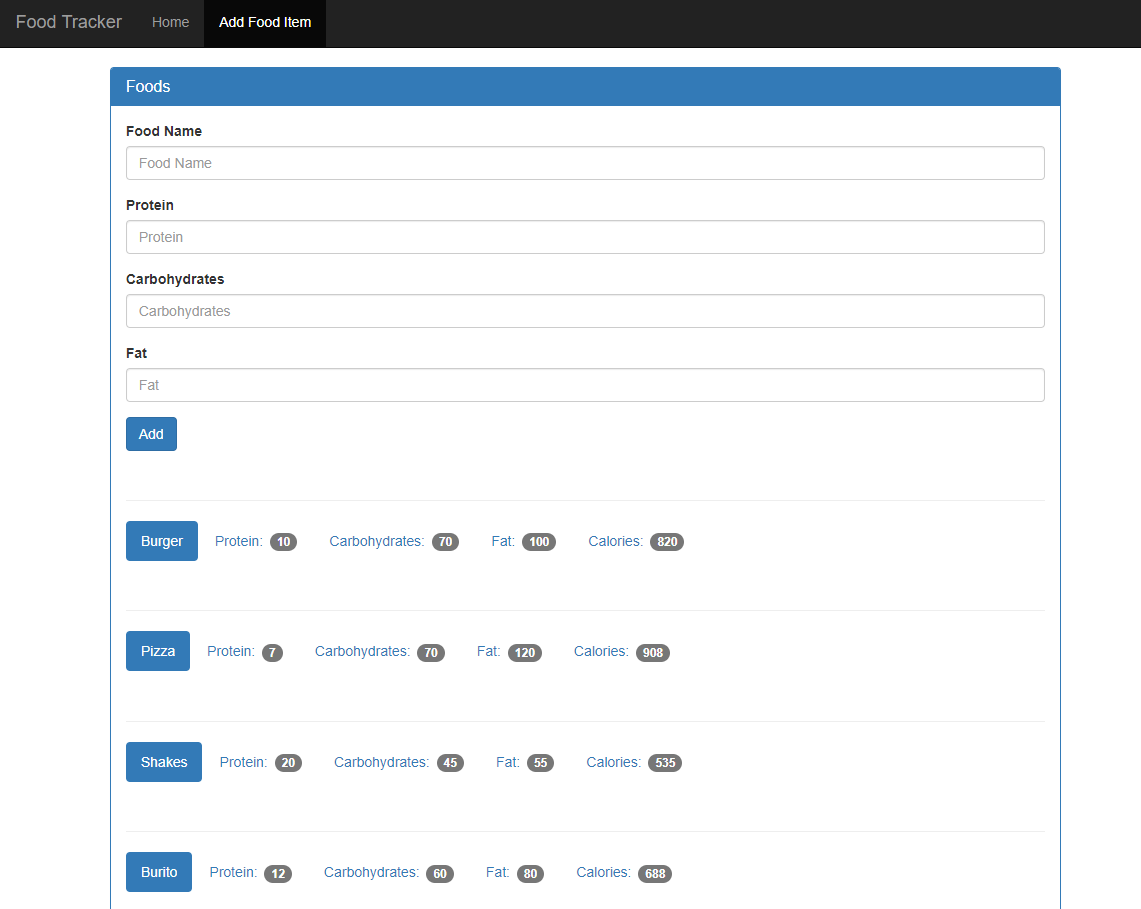 Food Tracker Home Add Food Item
Foods
Food Name
Food Name
Protein
Protein
Carbohydrates
Carbohydrates
Fat
Fat
Add
Burger Protein: 10 Carbohydrates: 70 Fat: 100 Calories: 820
Pizza Protein: 7 Carbohydrates: 70 Fat: 120 Calories: 908
Shakes Protein: 20 Carbohydrates: 45 Fat: 55 Calories: 535
Burito Protein: 12 Carbohydrates: 60 Fat: 80 Calories: 688